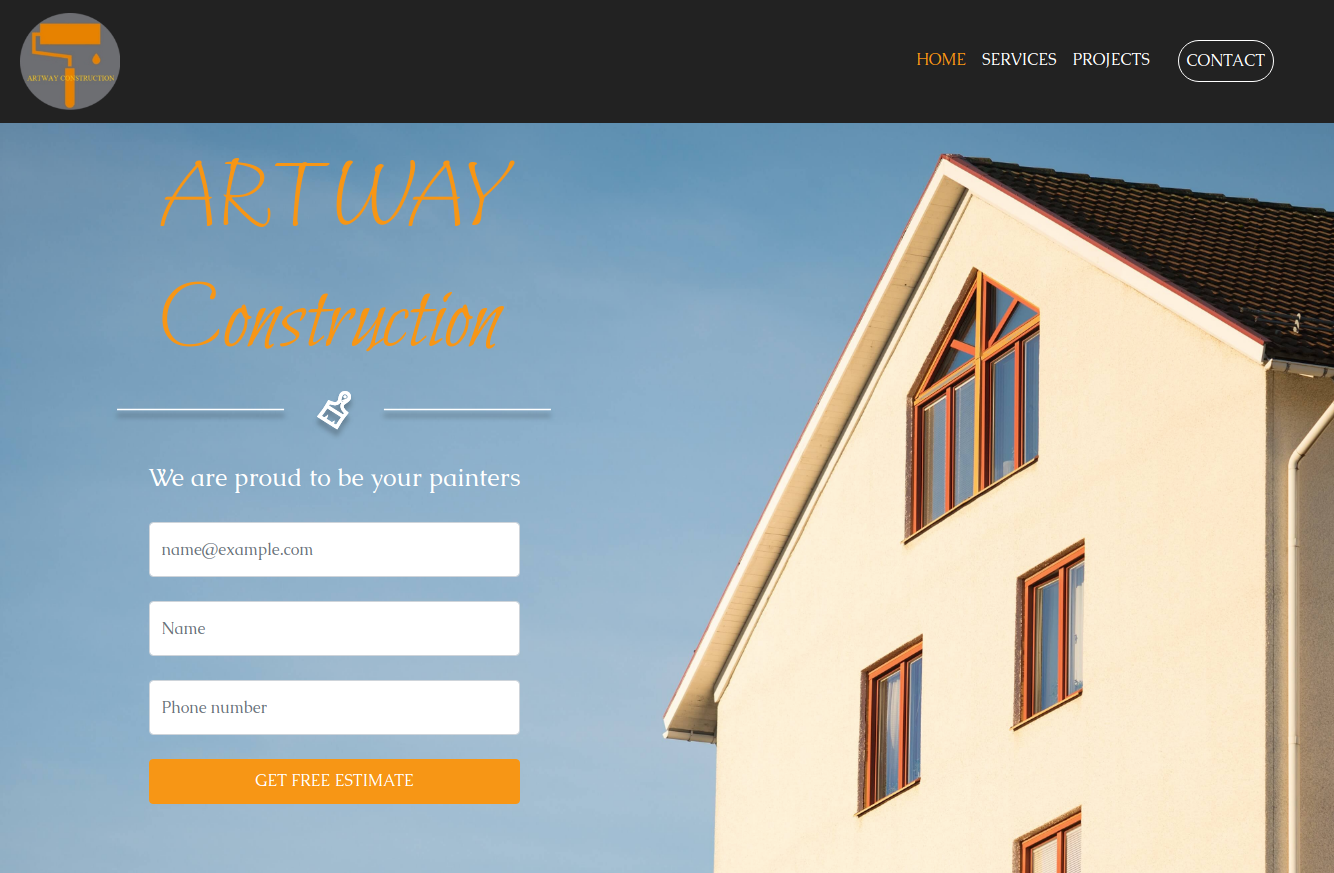 ARTWAY CONSTRUCTION
HOME SERVICES PROJECTS CONTACT
ARTWAY
Construction
We are proud to be your painters
name@example.com
Name
Phone number
GET FREE ESTIMATE